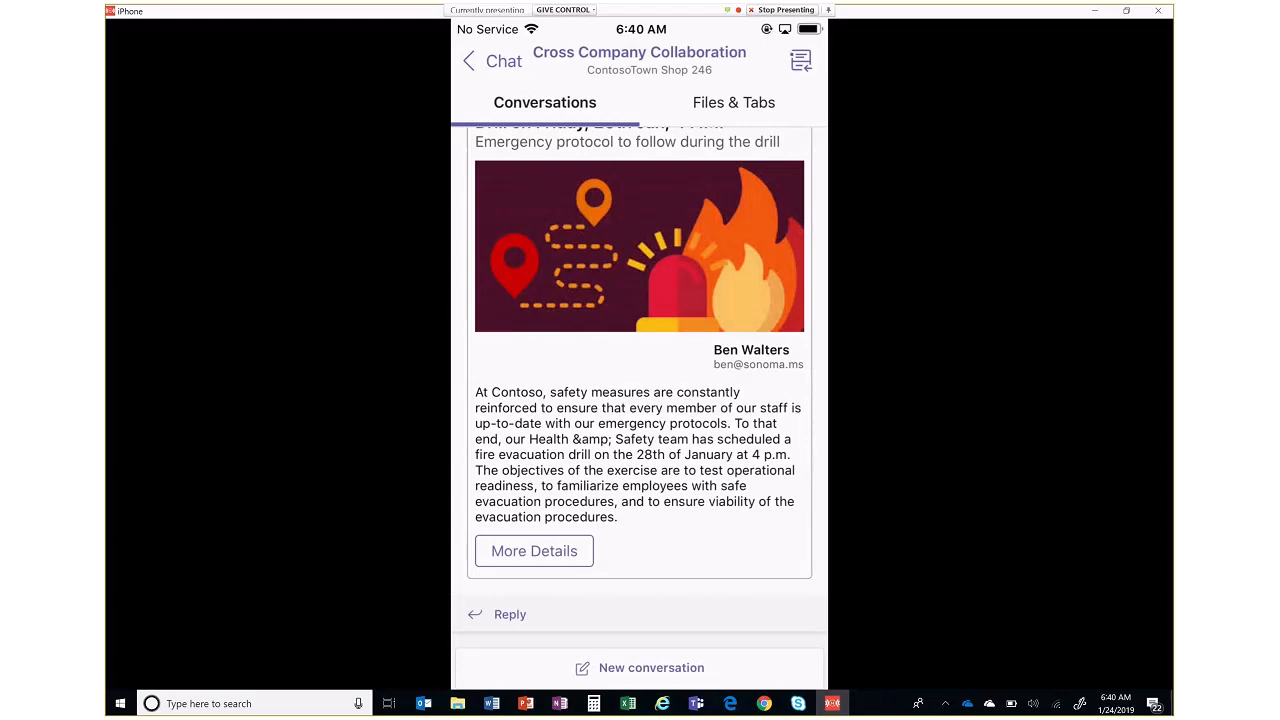 iPhone
Currently presenting GIVE CONTROL Stop Presenting
No Service 6:40 AM
Chat
Cross Company Collaboration
ContosoTown Shop 246
Conversations Files & Tabs
Emergency protocol to follow during the drill
Ben Walters
ben@sonoma.ms
At Contoso, safety measures are constantly
reinforced to ensure that every member of our staff is
up-to-date with our emergency protocols. To that
end, our Health &amp; Safety team has scheduled a
fire evacuation drill on the 28th of January at 4 p.m.
The objectives of the exercise are to test operational
readiness, to familiarize employees with safe
evacuation procedures, and to ensure viability of the
evacuation procedures.
More Details
Reply
New conversation
Type here to search
6:40 AM
1/24/2019
22